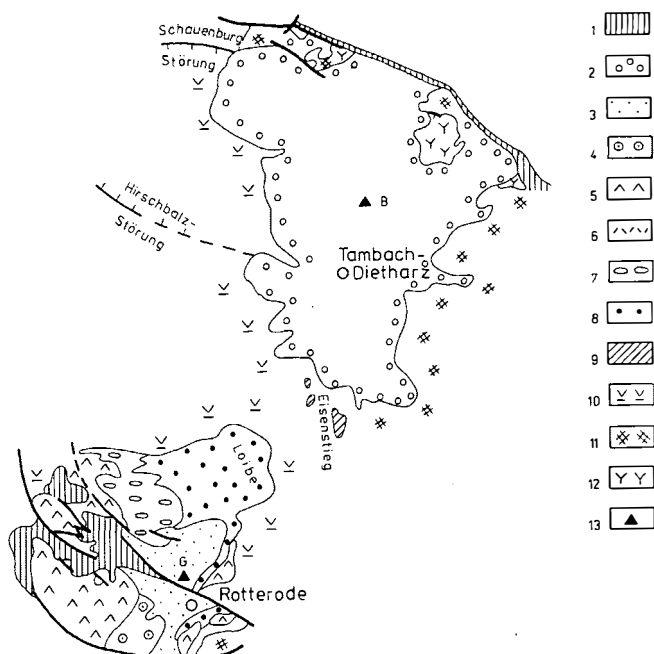 Schauenburg
Störung
Hirschbalz-
Störung
B
Tambach-
Dietharz
Eisenstieg
Loibe
G
Rotterode
1
2
3
4
5
6
7
8
9
10
11
12
13